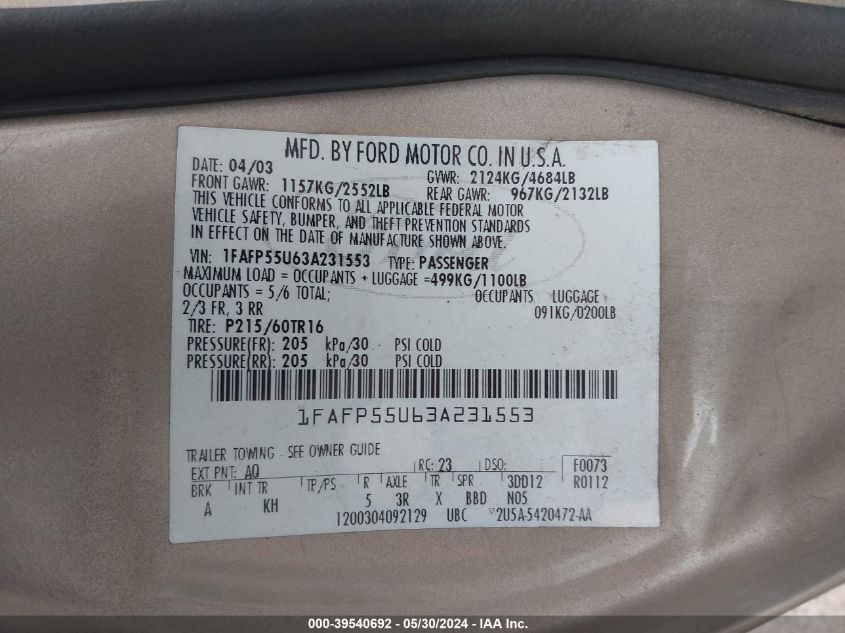 MFD. BY FORD MOTOR CO. IN U.S.A.
DATE: 04/03 GVWR: 2124KG/4684LB
FRONT GAWR: 1157KG/2552LB REAR GAWR: 967KG/2132LB
THIS VEHICLE CONFORMS TO ALL APPLICABLE FEDERAL MOTOR
VEHICLE SAFETY, BUMPER, AND THEFT PREVENTION STANDARDS
IN EFFECT ON THE DATE OF MANUFACTURE SHOWN ABOVE.
VIN: 1FAFP55U63A231553 TYPE: PASSENGER
MAXIMUM LOAD = OCCUPANTS + LUGGAGE =499KG/1100LB
OCCUPANTS = 5/6 TOTAL; OCCUPANTS LUGGAGE
2/3 FR, 3 RR 091KG/0200LB
TIRE: P215/60TR16
PRESSURE(FR): 205 kPa/30 PSI COLD
PRESSURE(RR): 205 kPa/30 PSI COLD
1FAFP55U63A231553
TRAILER TOWING - SEE OWNER GUIDE
EXT PNT: AQ RC: 23 DSO: F0073
BRK INT TR TP/PS R AXLE TR SPR 3DD12 R0112
A KH 5 3R X BBD N05
1200304092129 UBC 2U5A-5420472-AA
000-39540692 - 05/30/2024 - IAA Inc.